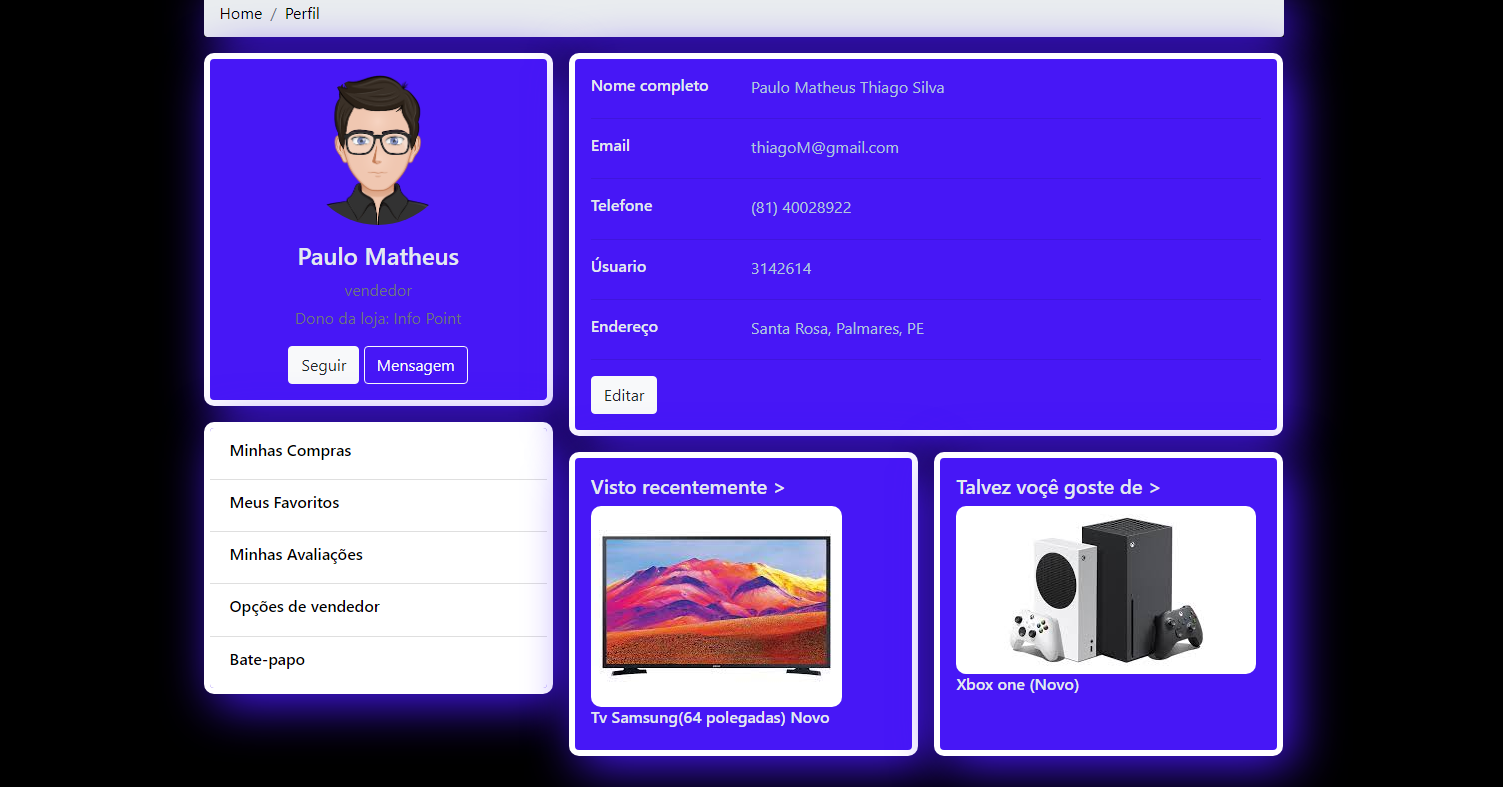 Home / Perfil
Paulo Matheus
vendedor
Dono da loja: Info Point
Seguir Mensagem
Minhas Compras
Meus Favoritos
Minhas Avaliações
Opções de vendedor
Bate-papo
Nome completo Paulo Matheus Thiago Silva
Email thiagoM@gmail.com
Telefone (81) 40028922
Úsuario 3142614
Endereço Santa Rosa, Palmares, PE
Editar
Visto recentemente >
Tv Samsung(64 polegadas) Novo
Talvez voçê goste de >
Xbox one (Novo)